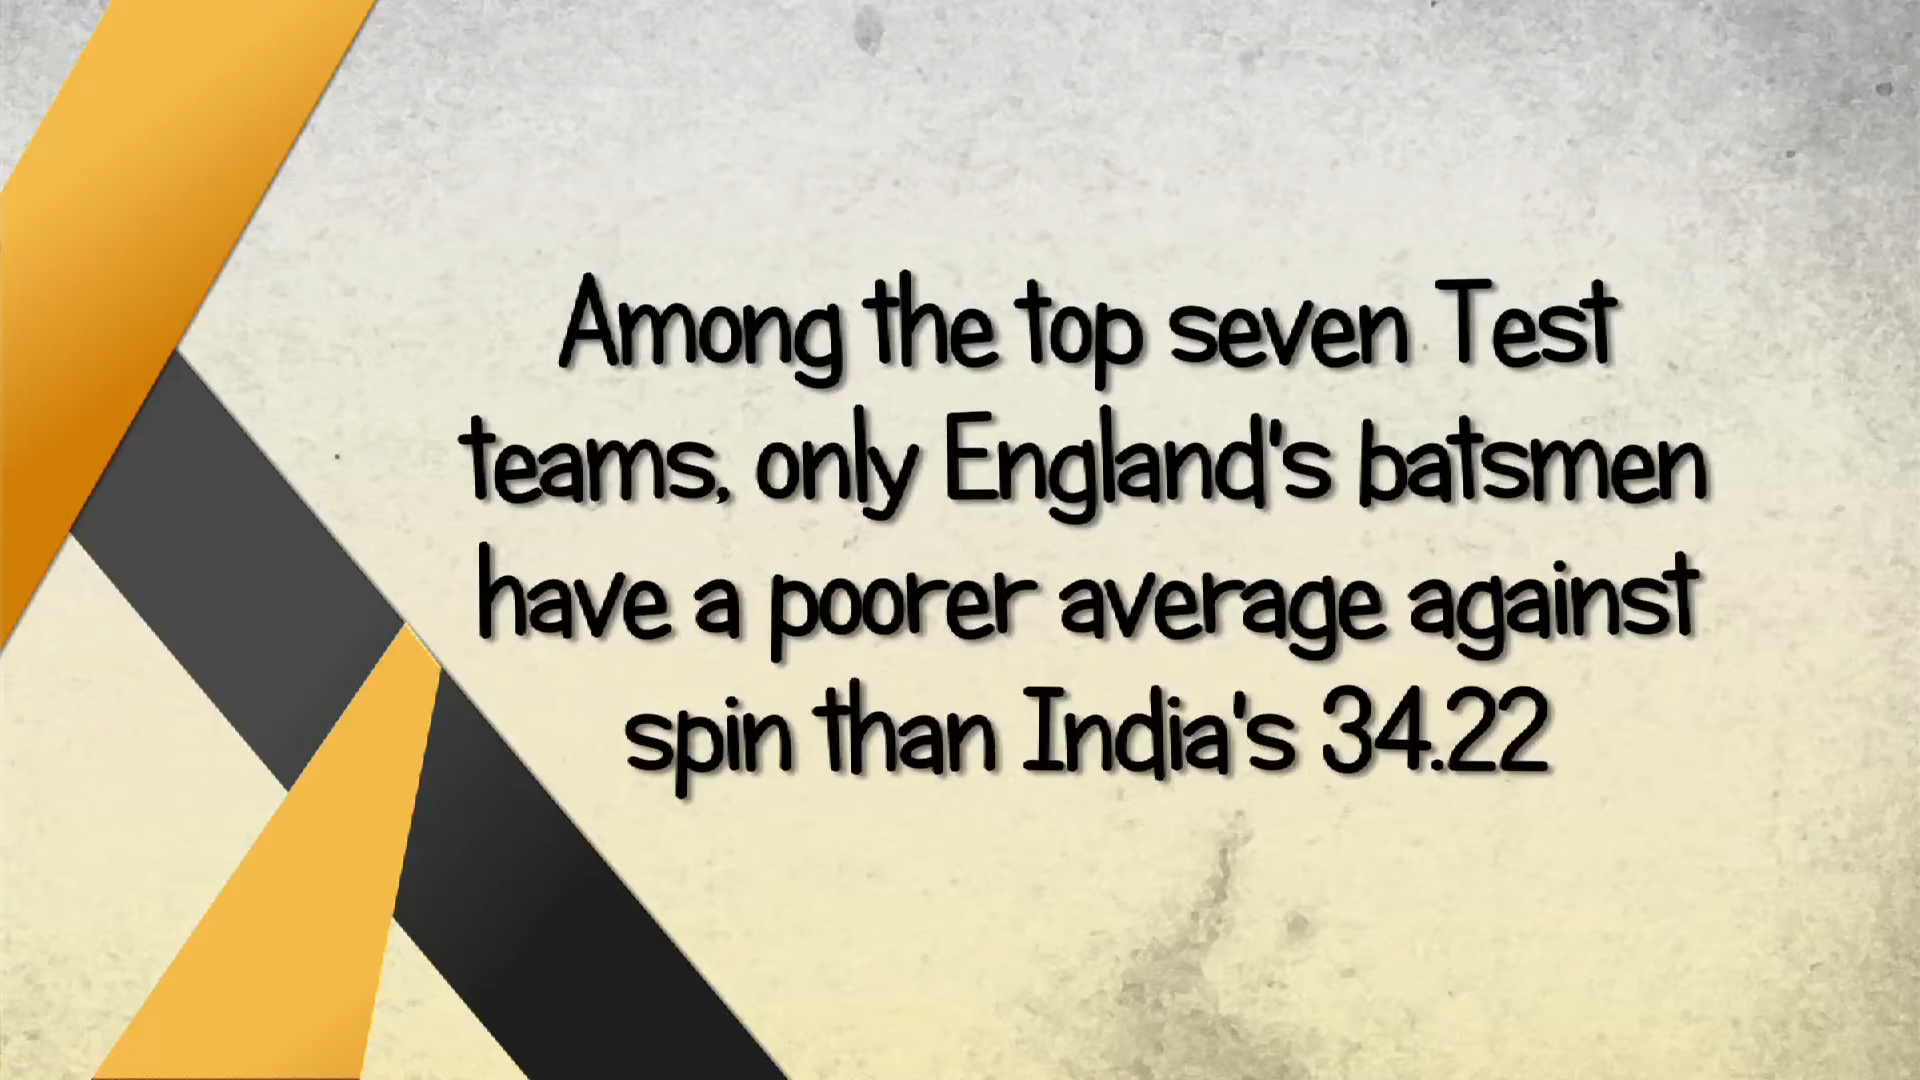 Among the top seven Test
teams, only England's batsmen
have a poorer average against
spin than India's 34.22